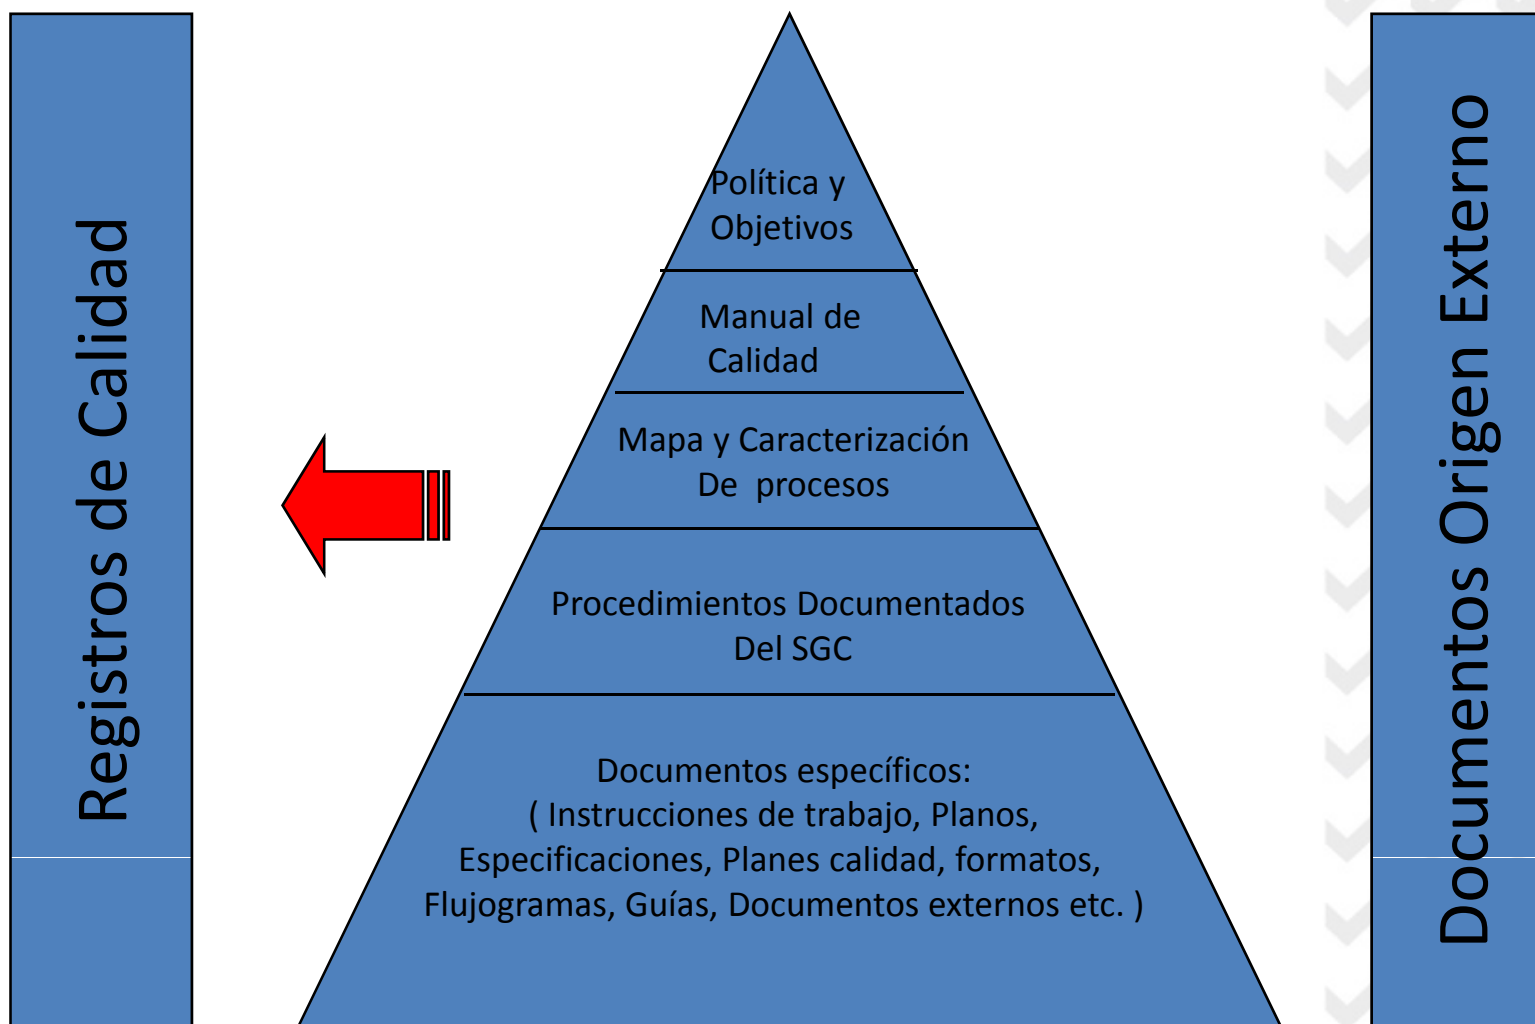 Registros de Calidad
Política y
Objetivos
Manual de
Calidad
Mapa y Caracterización
De procesos
Procedimientos Documentados
Del SGC
Documentos específicos:
( Instrucciones de trabajo, Planos,
Especificaciones, Planes calidad, formatos,
Flujogramas, Guías, Documentos externos etc. )
Documentos Origen Externo